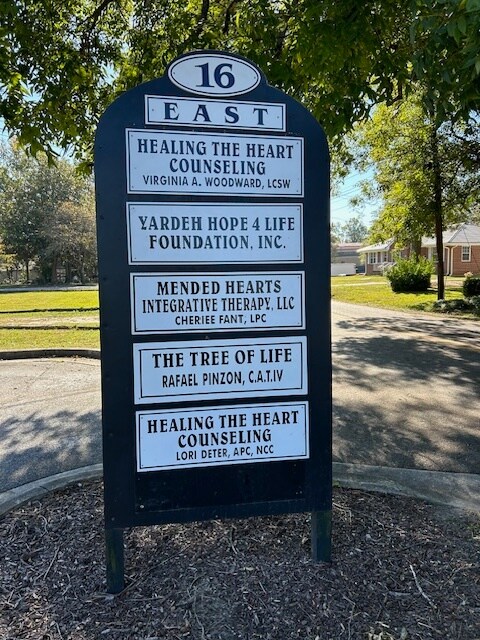 16
EAST
HEALING THE HEART
COUNSELING
VIRGINIA A. WOODWARD, LCSW
YARDEH HOPE 4 LIFE
FOUNDATION, INC.
MENDED HEARTS
INTEGRATIVE THERAPY, LLC
CHERIEE FANT, LPC
THE TREE OF LIFE
RAFAEL PINZON, C.A.T.IV
HEALING THE HEART
COUNSELING
LORI DETER, APC, NCC